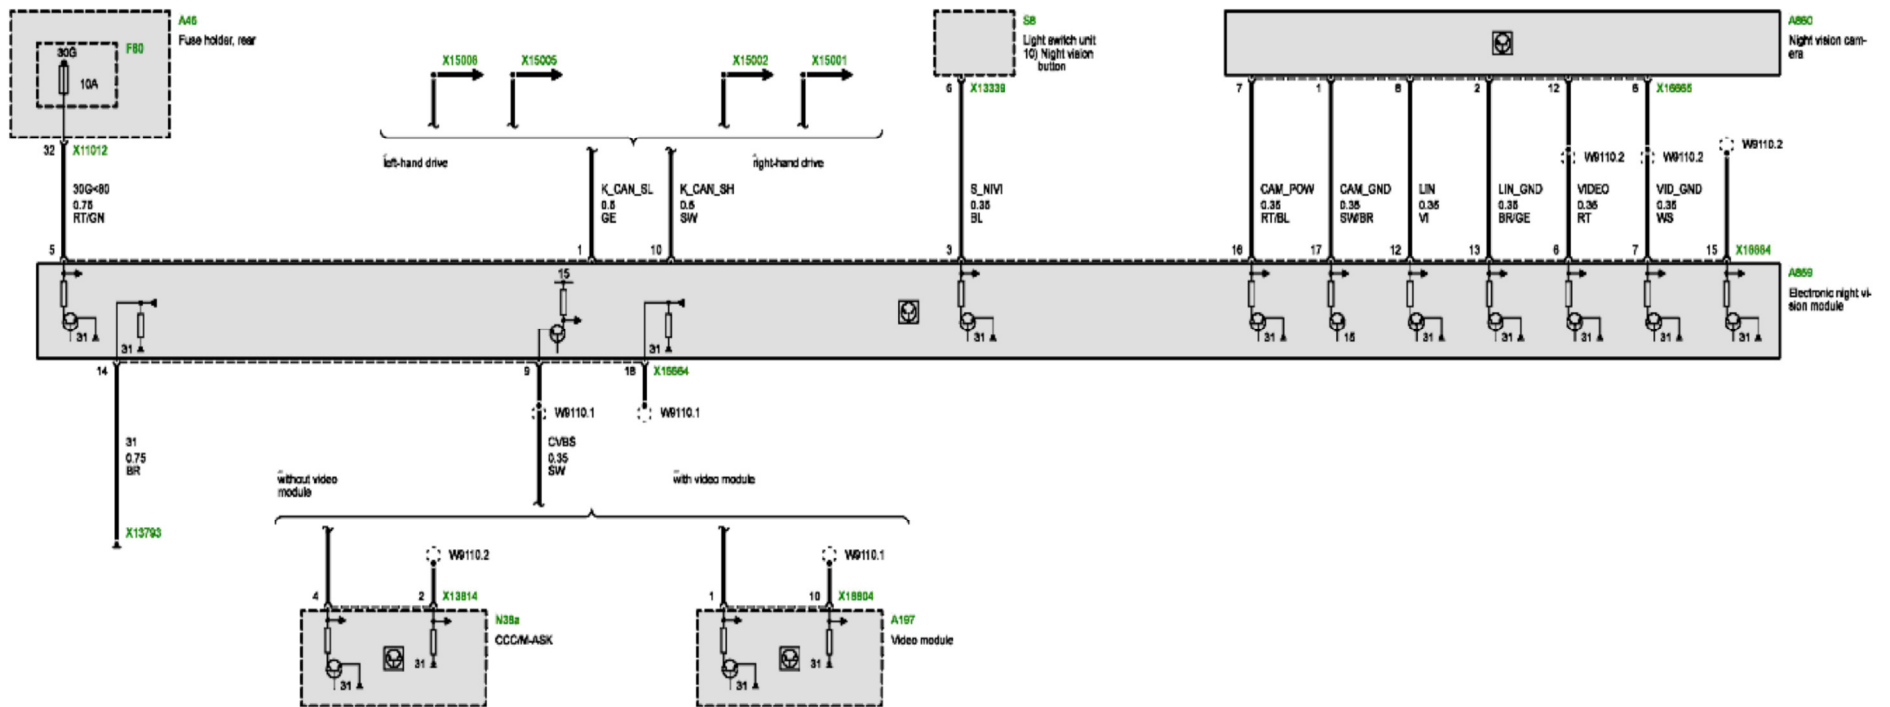 A46
Fuse holder, rear
F80
30G
10A
32
X11012
30G<80
0.75
RT/GN
5
X15008
X15005
X15002
X15001
left-hand drive
right-hand drive
K_CAN_SL
0.5
GE
1
K_CAN_SH
0.5
SW
10
S8
Light switch unit
10) Night vision
button
6
X13339
S_NIVI
0.35
BL
3
A860
Night vision cam-
era
7
1
8
2
12
6
X16665
W9110.2
W9110.2
W9110.2
CAM_POW
0.35
RT/BL
CAM_GND
0.35
SW/BR
LIN
0.35
VI
LIN_GND
0.35
BR/GE
VIDEO
0.35
RT
VID_GND
0.35
WS
16
17
12
13
6
7
15
X16664
A859
Electronic night vi-
sion module
15
31
31
31
31
31
15
31
31
31
31
31
14
9
18
X16664
W9110.1
W9110.1
31
0.75
BR
CVBS
0.35
SW
X13793
without video
module
with video module
W9110.2
W9110.1
4
2
X13814
1
10
X18804
N38a
CCC/M-ASK
31
31
A197
Video module
31
31